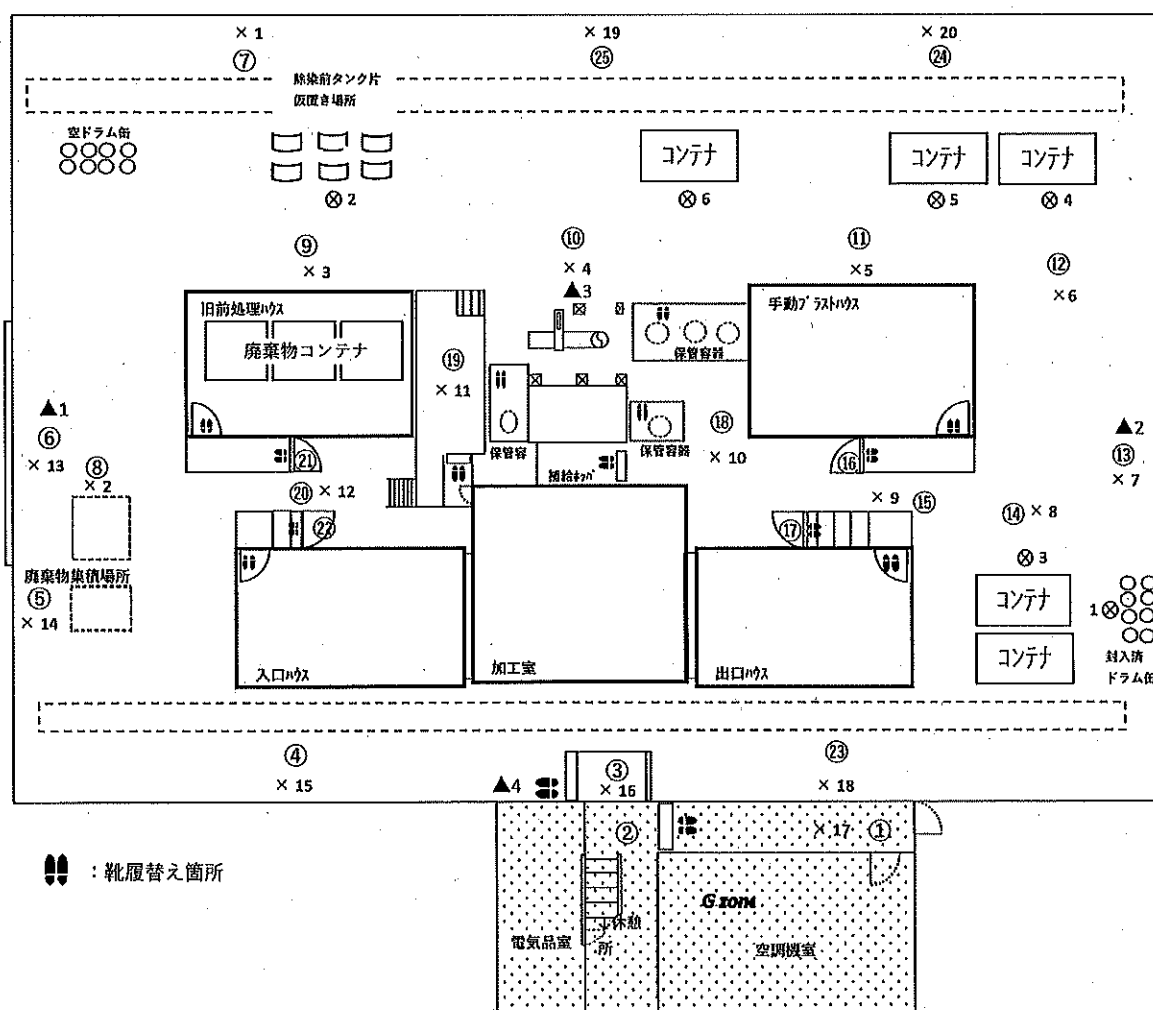 × 1
× 19
× 20
⑦
㉕
㉔
除染前タンク片
仮置き場所
空ドラム缶
コンテナ
コンテナ
コンテナ
⊗ 2
⊗ 6
⊗ 5
⊗ 4
⑨
⑩
⑪
⑫
× 3
× 4
× 5
× 6
▲3
旧前処理ハウス
手動ブラストハウス
廃棄物コンテナ
保管容器
⑲
× 11
▲1
⑥
× 13
⑧
× 2
⑱
× 10
▲2
⑬
× 7
保管容
保管容器
補給ホッパ
㉑
⑯
⑳
× 12
× 9
⑮
⑭
× 8
㉒
⑰
⊗ 3
廃棄物集積場所
⑤
× 14
コンテナ
コンテナ
1 ⊗
封入済
ドラム缶
入口ハウス
加工室
出口ハウス
④
× 15
▲4
③
× 16
㉓
× 18
②
× 17
①
：靴履替え箇所
G ZONE
休憩
所
電気品室
空調機室